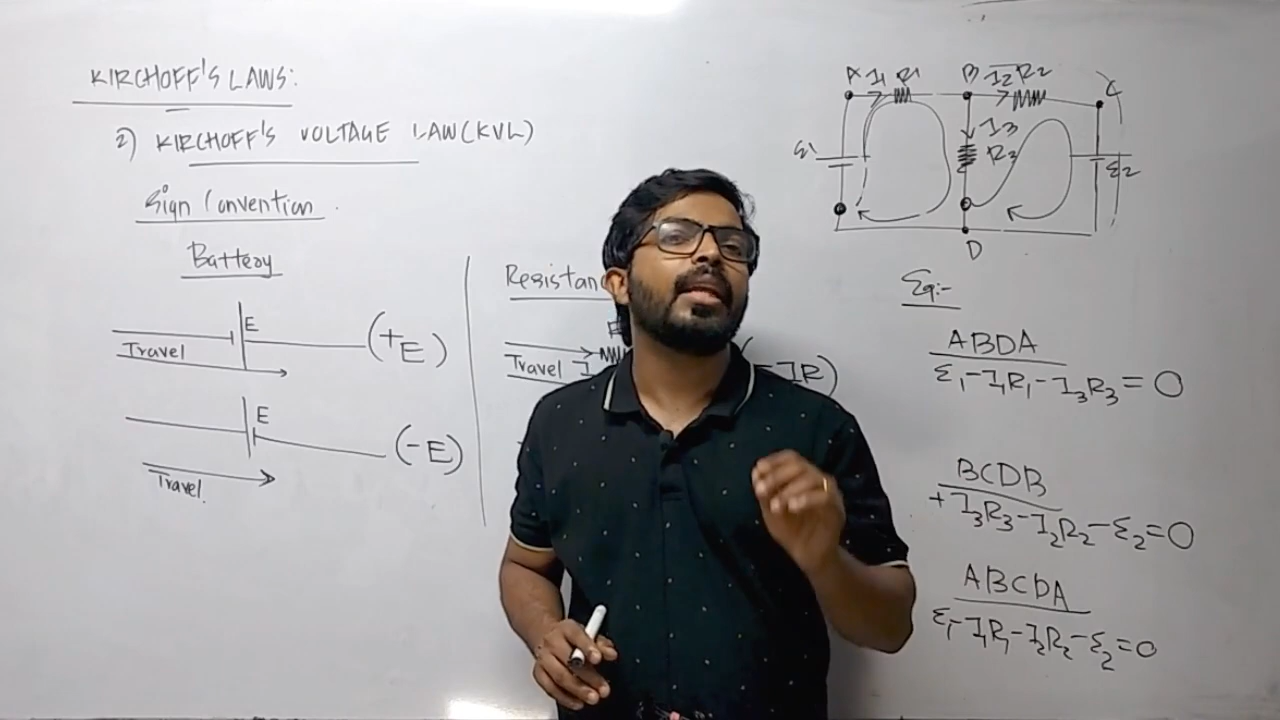 KIRCHOFF'S LAWS:
2) KIRCHOFF'S VOLTAGE LAW(KVL)
Sign Convention
Battery
E
Travel
(+E)
E
Travel
(-E)
Resistan
Travel I
-IR)
A I1 R1 B I2 R2 C
I3
R3
ε1
ε2
D
Eq:-
ABDA
ε₁-I₁R₁-I₃R₃=0
BCDB
+I₃R₃-I₂R₂-ε₂=0
ABCDA
ε₁-I₁R₁-I₂R₂-ε₂=0